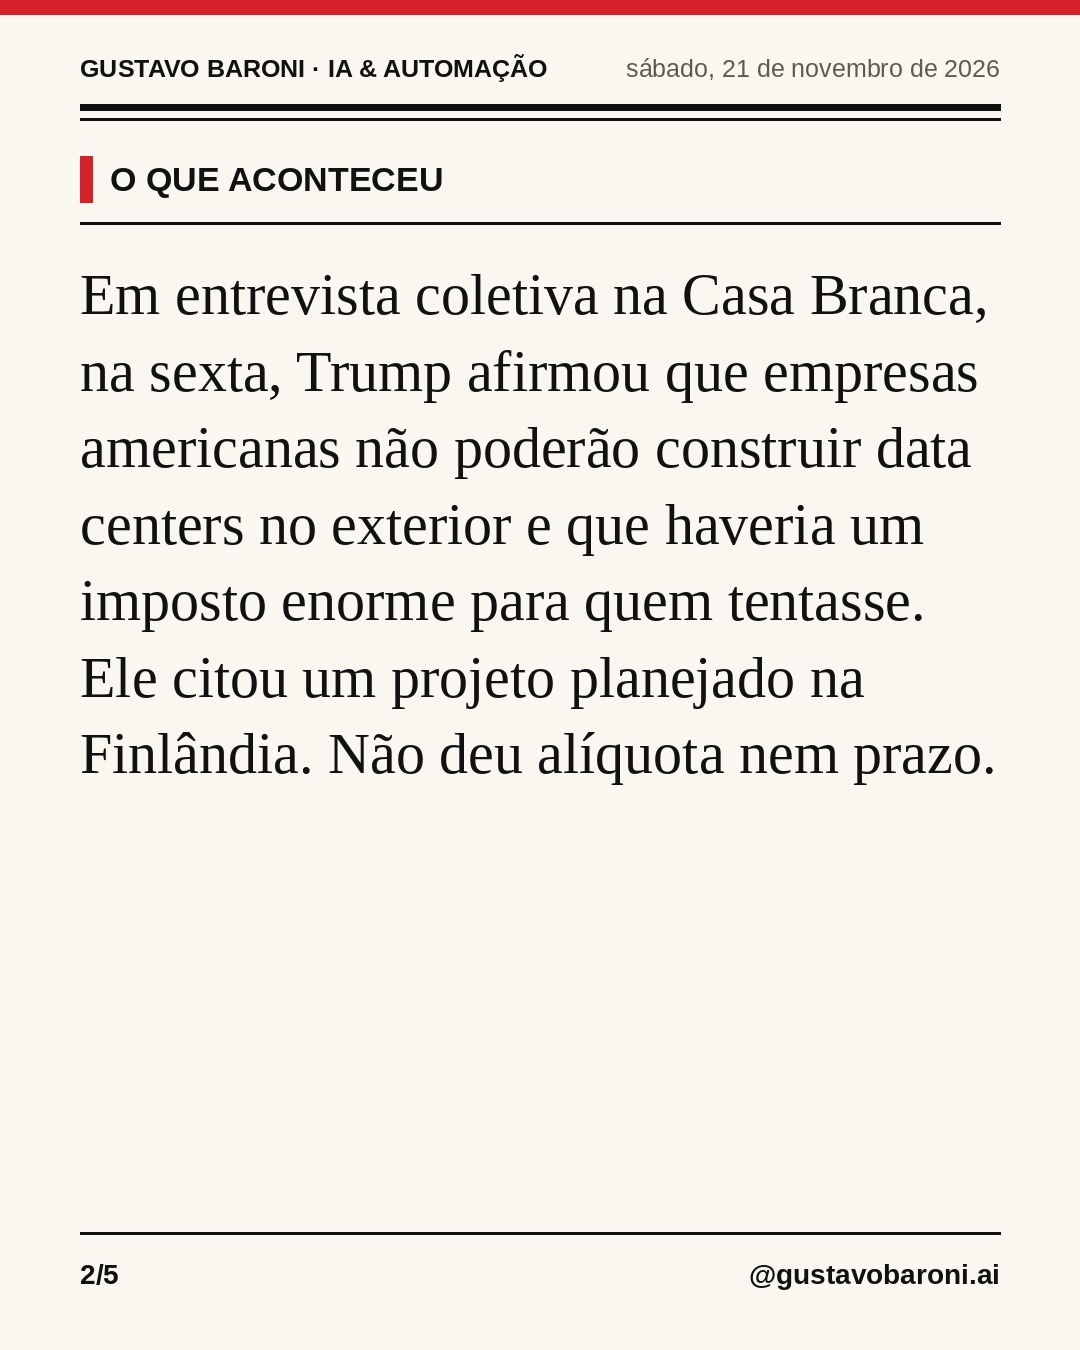 GUSTAVO BARONI · IA & AUTOMAÇÃO
sábado, 21 de novembro de 2026
O QUE ACONTECEU
Em entrevista coletiva na Casa Branca,
na sexta, Trump afirmou que empresas
americanas não poderão construir data
centers no exterior e que haveria um
imposto enorme para quem tentasse.
Ele citou um projeto planejado na
Finlândia. Não deu alíquota nem prazo.
2/5
@gustavobaroni.ai